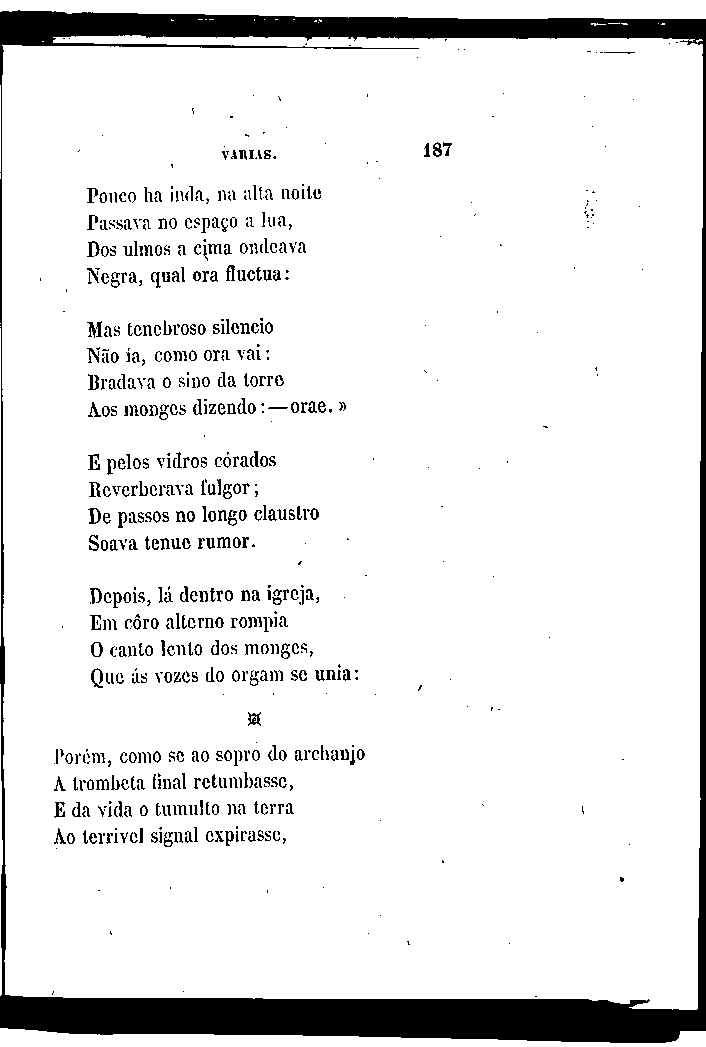 VARIAS. 187
Pouco ha inda, na alta noite
Passava no espaço a lua,
Dos ulmos a cima ondeava
Negra, qual ora fluctua:
Mas tenebroso silencio
Não ía, como ora vai:
Bradava o sino da torre
Aos monges dizendo:—orae. »
E pelos vidros córados
Reverberava fulgor;
De passos no longo claustro
Soava tenue rumor.
Depois, lá dentro na igreja,
Em côro alterno rompia
O canto lento dos monges,
Que ás vozes do orgam se unia:
Porém, como se ao sopro do archanjo
A trombeta final retumbasse,
E da vida o tumulto na terra
Ao terrivel signal expirasse,